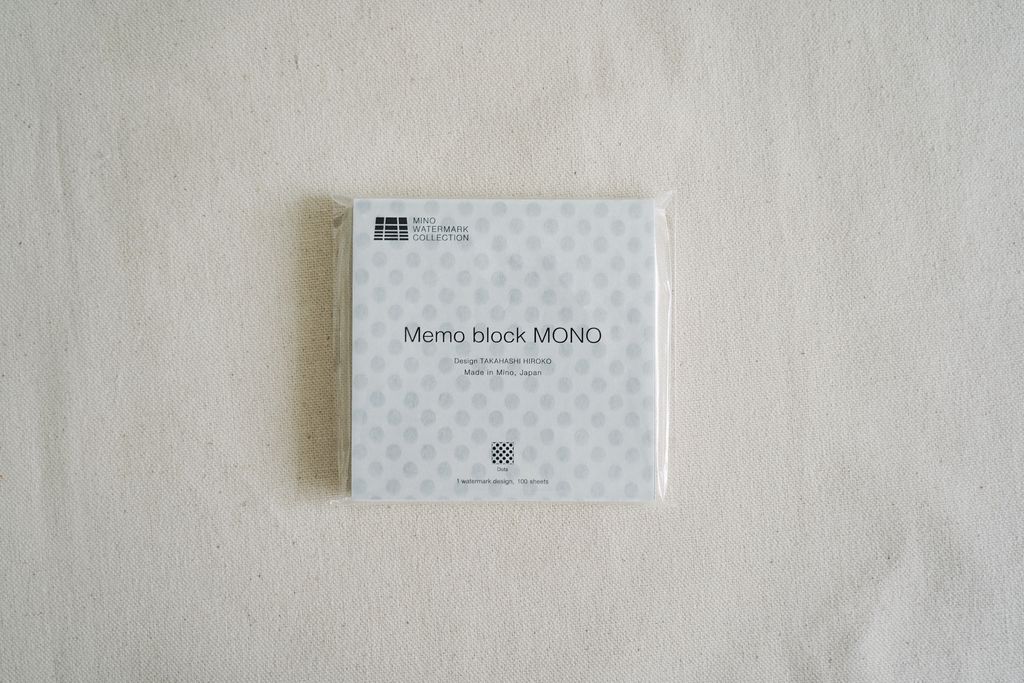 MINO
WATERMARK
COLLECTION
Memo block MONO
Design TAKAHASHI HIROKO
Made in Mino, Japan
Dots
1 watermark design, 100 sheets